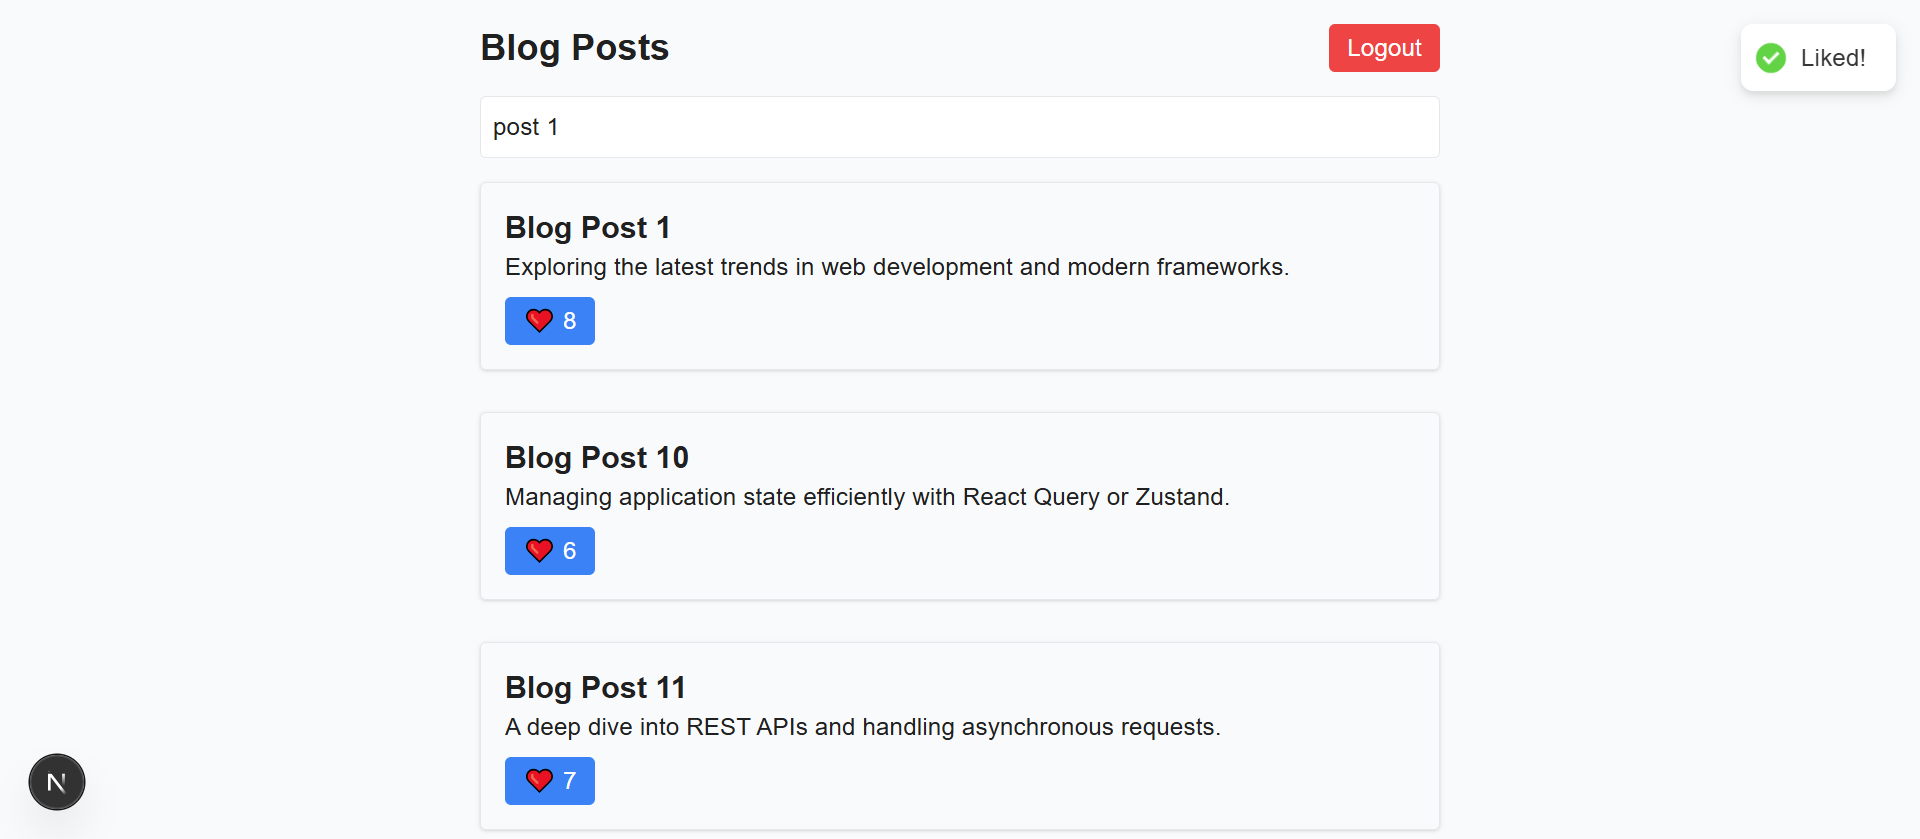 Blog Posts
Logout
Liked!
post 1
Blog Post 1
Exploring the latest trends in web development and modern frameworks.
8
Blog Post 10
Managing application state efficiently with React Query or Zustand.
6
Blog Post 11
A deep dive into REST APIs and handling asynchronous requests.
7
N